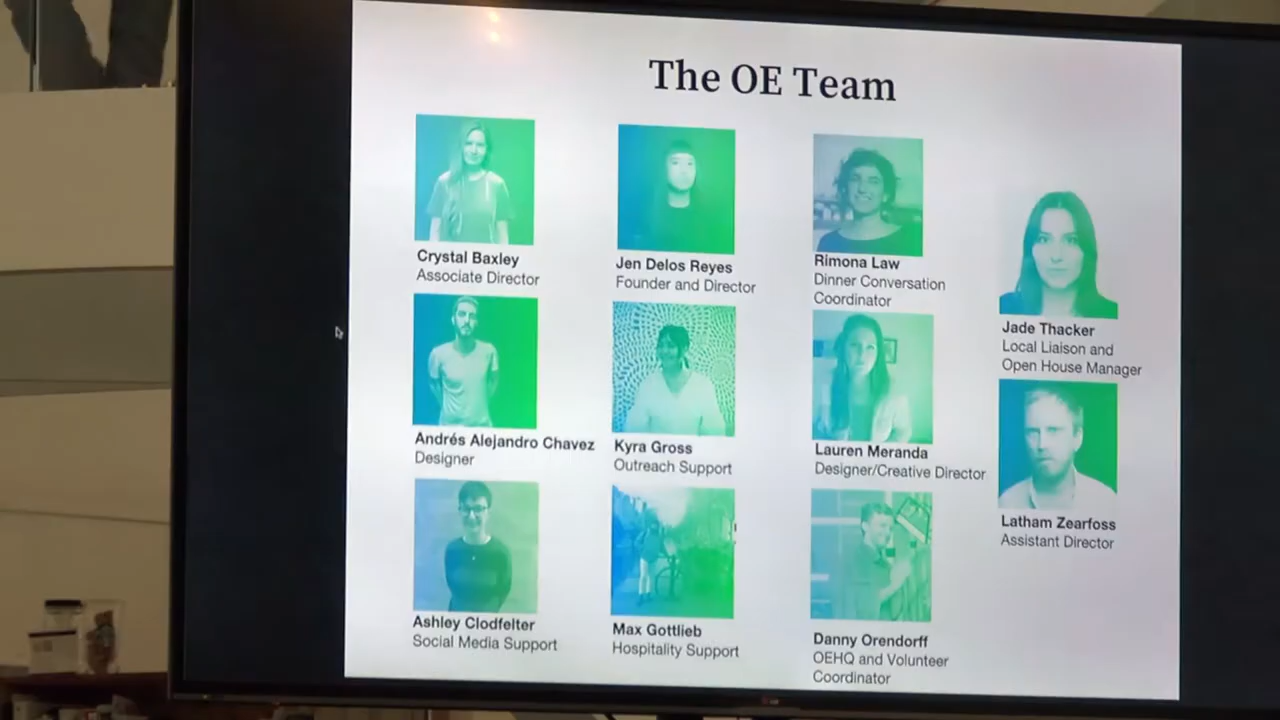 The OE Team
Crystal Baxley
Associate Director
Jen Delos Reyes
Founder and Director
Rimona Law
Dinner Conversation
Coordinator
Jade Thacker
Local Liaison and
Open House Manager
Andrés Alejandro Chavez
Designer
Kyra Gross
Outreach Support
Lauren Meranda
Designer/Creative Director
Latham Zearfoss
Assistant Director
Ashley Clodfelter
Social Media Support
Max Gottlieb
Hospitality Support
Danny Orendorff
OEHQ and Volunteer
Coordinator